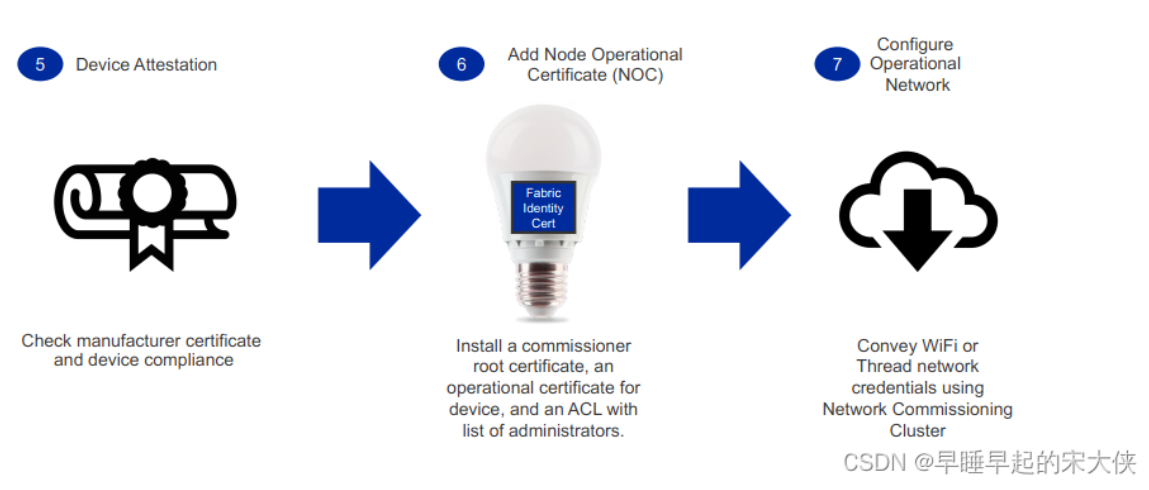 5
Device Attestation
6
Add Node Operational
Certificate (NOC)
7
Configure
Operational
Network
Fabric
Identity
Cert
Check manufacturer certificate
and device compliance
Install a commissioner
root certificate, an
operational certificate for
device, and an ACL with
list of administrators.
Convey WiFi or
Thread network
credentials using
Network Commissioning
Cluster
CSDN @早睡早起的宋大侠